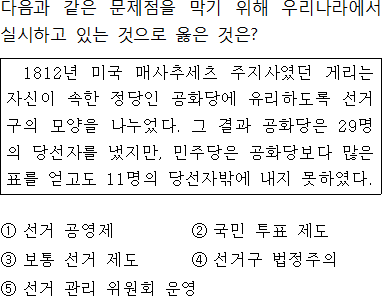 다음과 같은 문제점을 막기 위해 우리나라에서
실시하고 있는 것으로 옳은 것은?
1812년 미국 매사추세츠 주지사였던 게리는
자신이 속한 정당인 공화당에 유리하도록 선거
구의 모양을 나누었다. 그 결과 공화당은 29명
의 당선자를 냈지만, 민주당은 공화당보다 많은
표를 얻고도 11명의 당선자밖에 내지 못하였다.
① 선거 공영제 ② 국민 투표 제도
③ 보통 선거 제도 ④ 선거구 법정주의
⑤ 선거 관리 위원회 운영